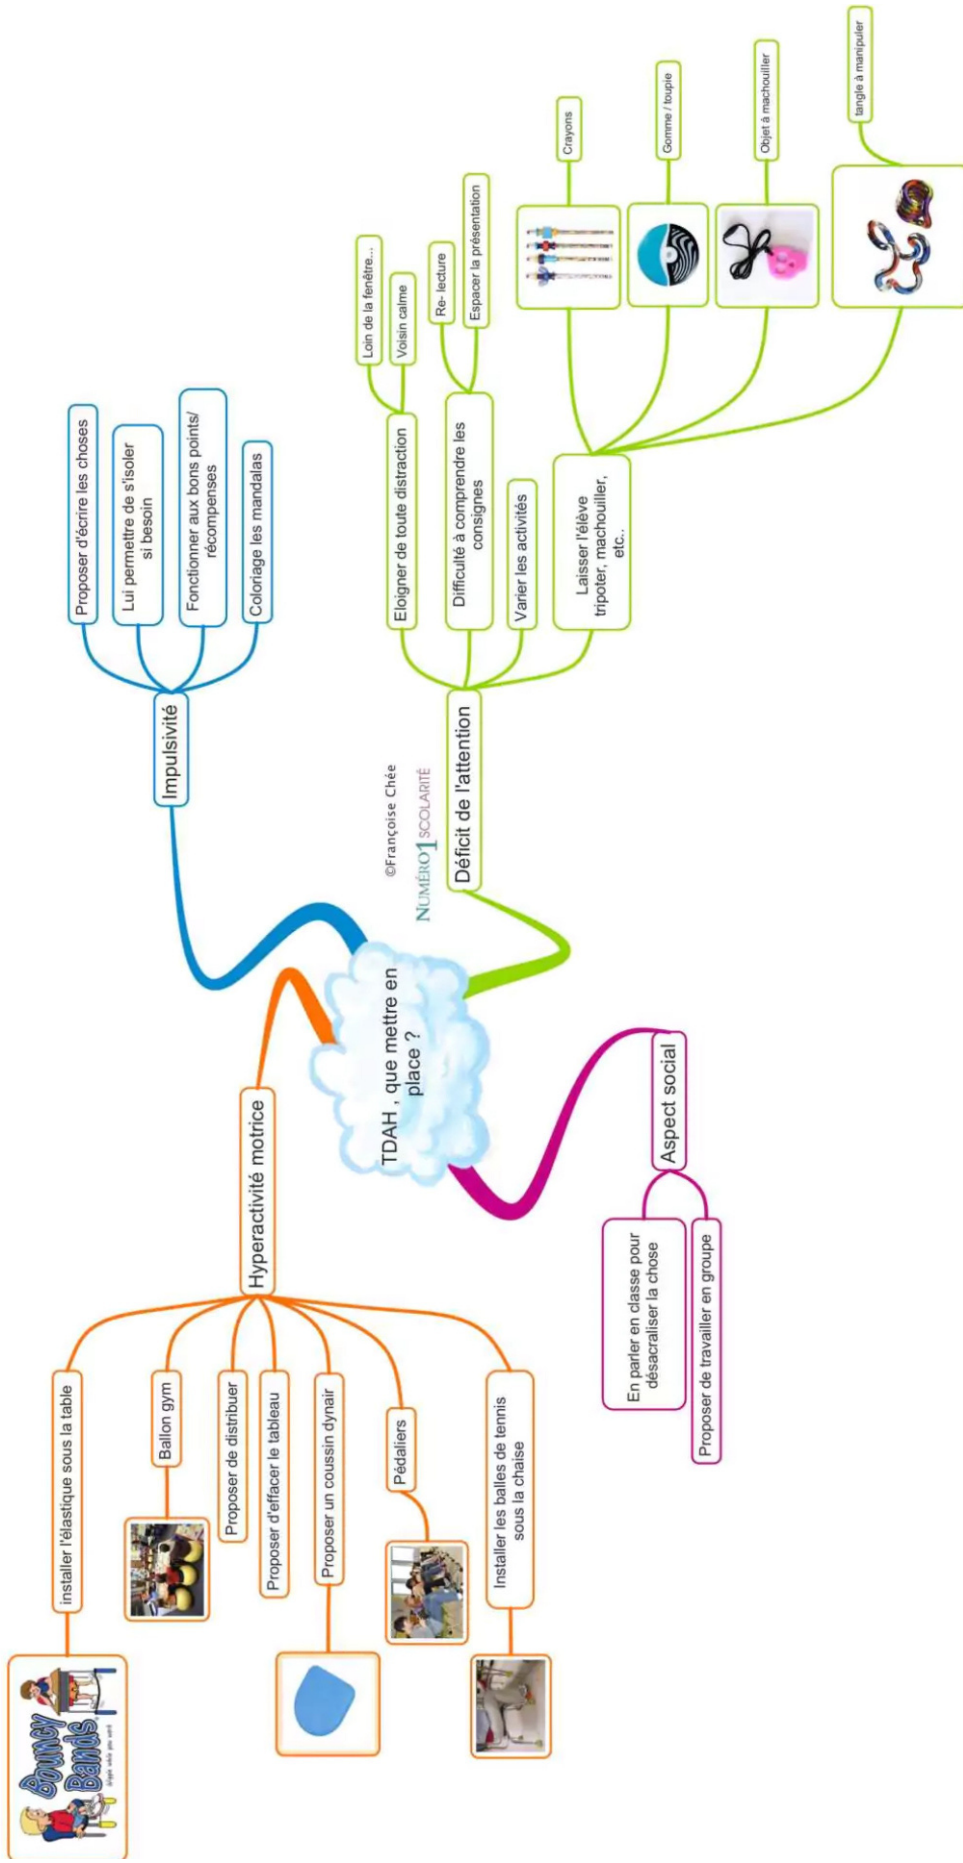 TDAH , que mettre en
place ?
©Françoise Chée
NUMÉRO1 SCOLARITÉ
Hyperactivité motrice
installer l'élastique sous la table
Bouncy
Bands
Ballon gym
Proposer de distribuer
Proposer d'effacer le tableau
Proposer un coussin dynair
Pédaliers
Installer les balles de tennis
sous la chaise
Impulsivité
Proposer d'écrire les choses
Lui permettre de s'isoler
si besoin
Fonctionner aux bons points/
récompenses
Coloriage les mandalas
Déficit de l'attention
Eloigner de toute distraction
Loin de la fenêtre...
Voisin calme
Difficulté à comprendre les
consignes
Re- lecture
Espacer la présentation
Varier les activités
Laisser l'élève
tripoter, machouiller,
etc..
Crayons
Gomme / toupie
Objet à machouiller
tangle à manipuler
Aspect social
En parler en classe pour
désacraliser la chose
Proposer de travailler en groupe